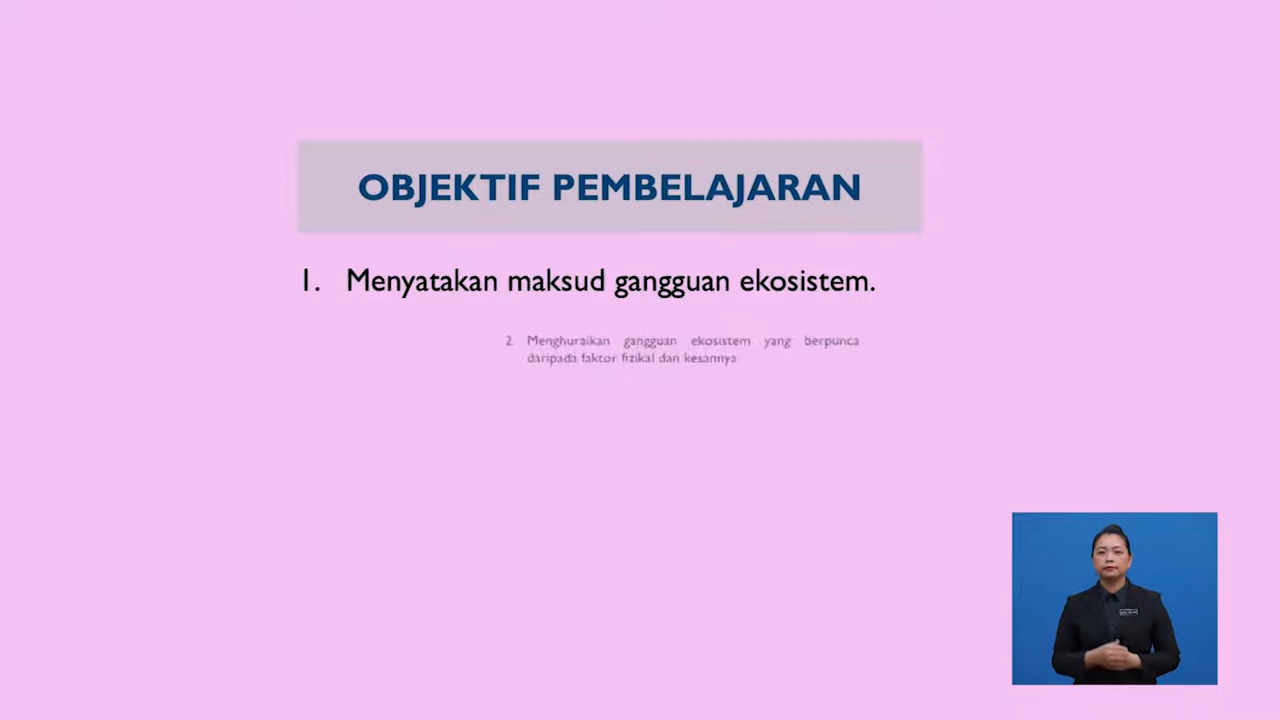 OBJEKTIF PEMBELAJARAN
1. Menyatakan maksud gangguan ekosistem.
2. Menghuraikan gangguan ekosistem yang berpunca
daripada faktor fizikal dan kesannya.